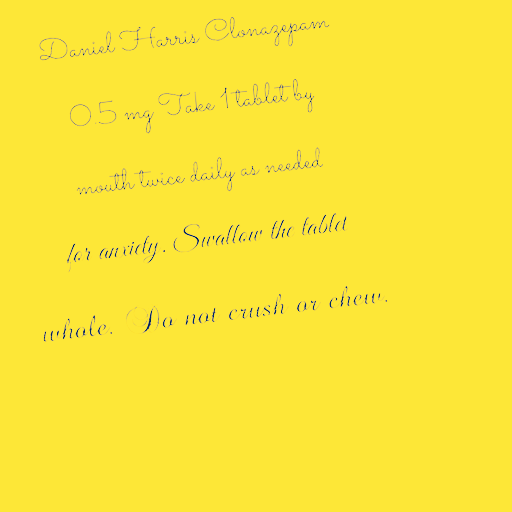 Daniel Harris Clonazepam
0.5 mg Take 1 tablet by
mouth twice daily as needed
for anxiety. Swallow the tablet
whole. Do not crush or chew.